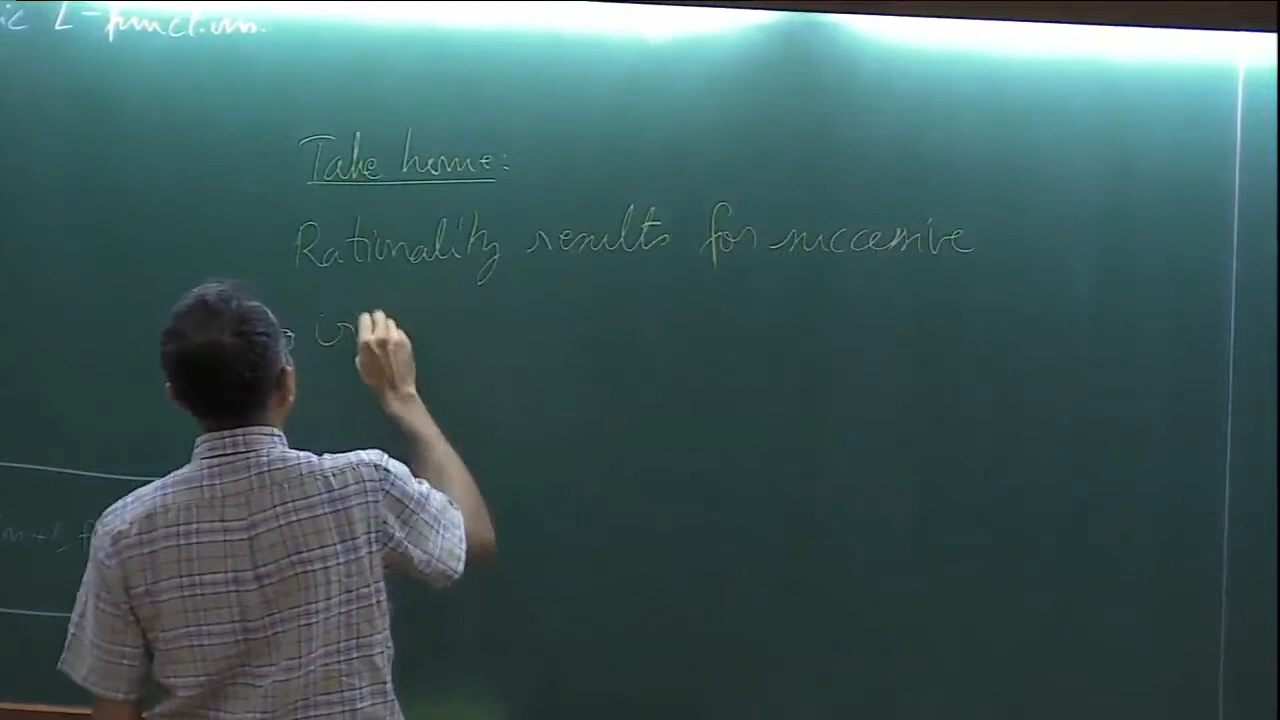 ic L-functions.
Take home:
Rationality results for successive